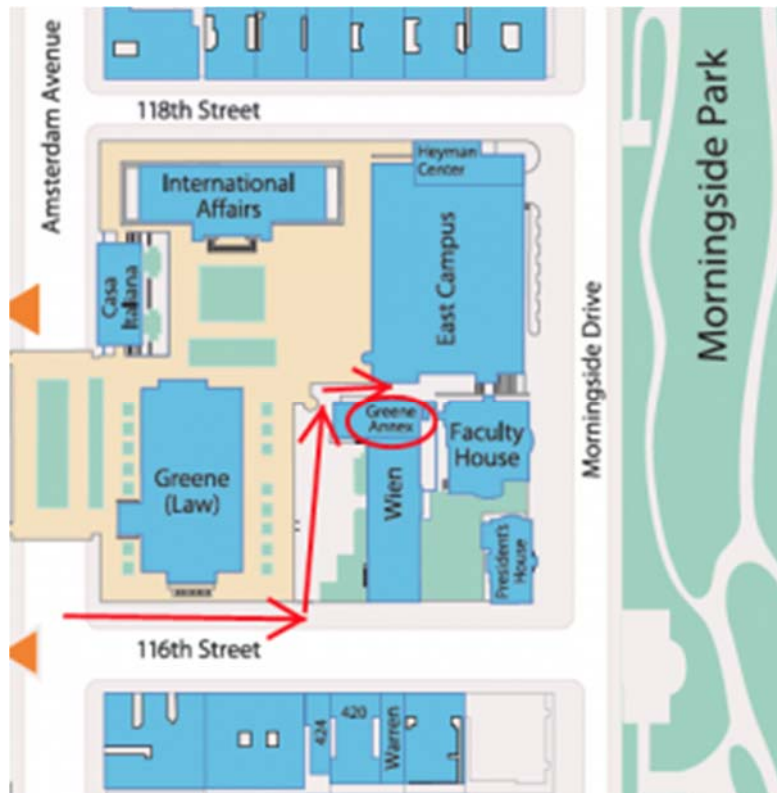 Amsterdam Avenue
118th Street
Morningside Park
Heyman
Center
International
Affairs
East Campus
Casa
Italiana
Morningside Drive
Greene
Annex
Faculty
House
Greene
(Law)
Wien
President's
House
116th Street
424
420
Warren